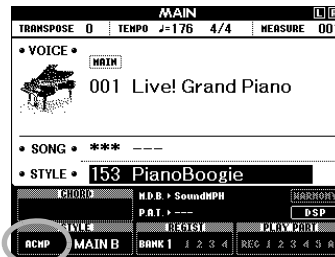 MAIN
TRANSPOSE 0 TEMPO ♩=176 4/4 MEASURE 00
• VOICE •
MAIN
001 Live! Grand Piano
• SONG • *** ---
• STYLE • 153 PianoBoogie
CHORD M.D.B. ▸ SoundMPH HARMONY
P.A.T. ▸ --- DSP
STYLE REGIST PLAY PART
ACMP MAIN B BANK 1 1 2 3 4 REC 1 2 3 4 5